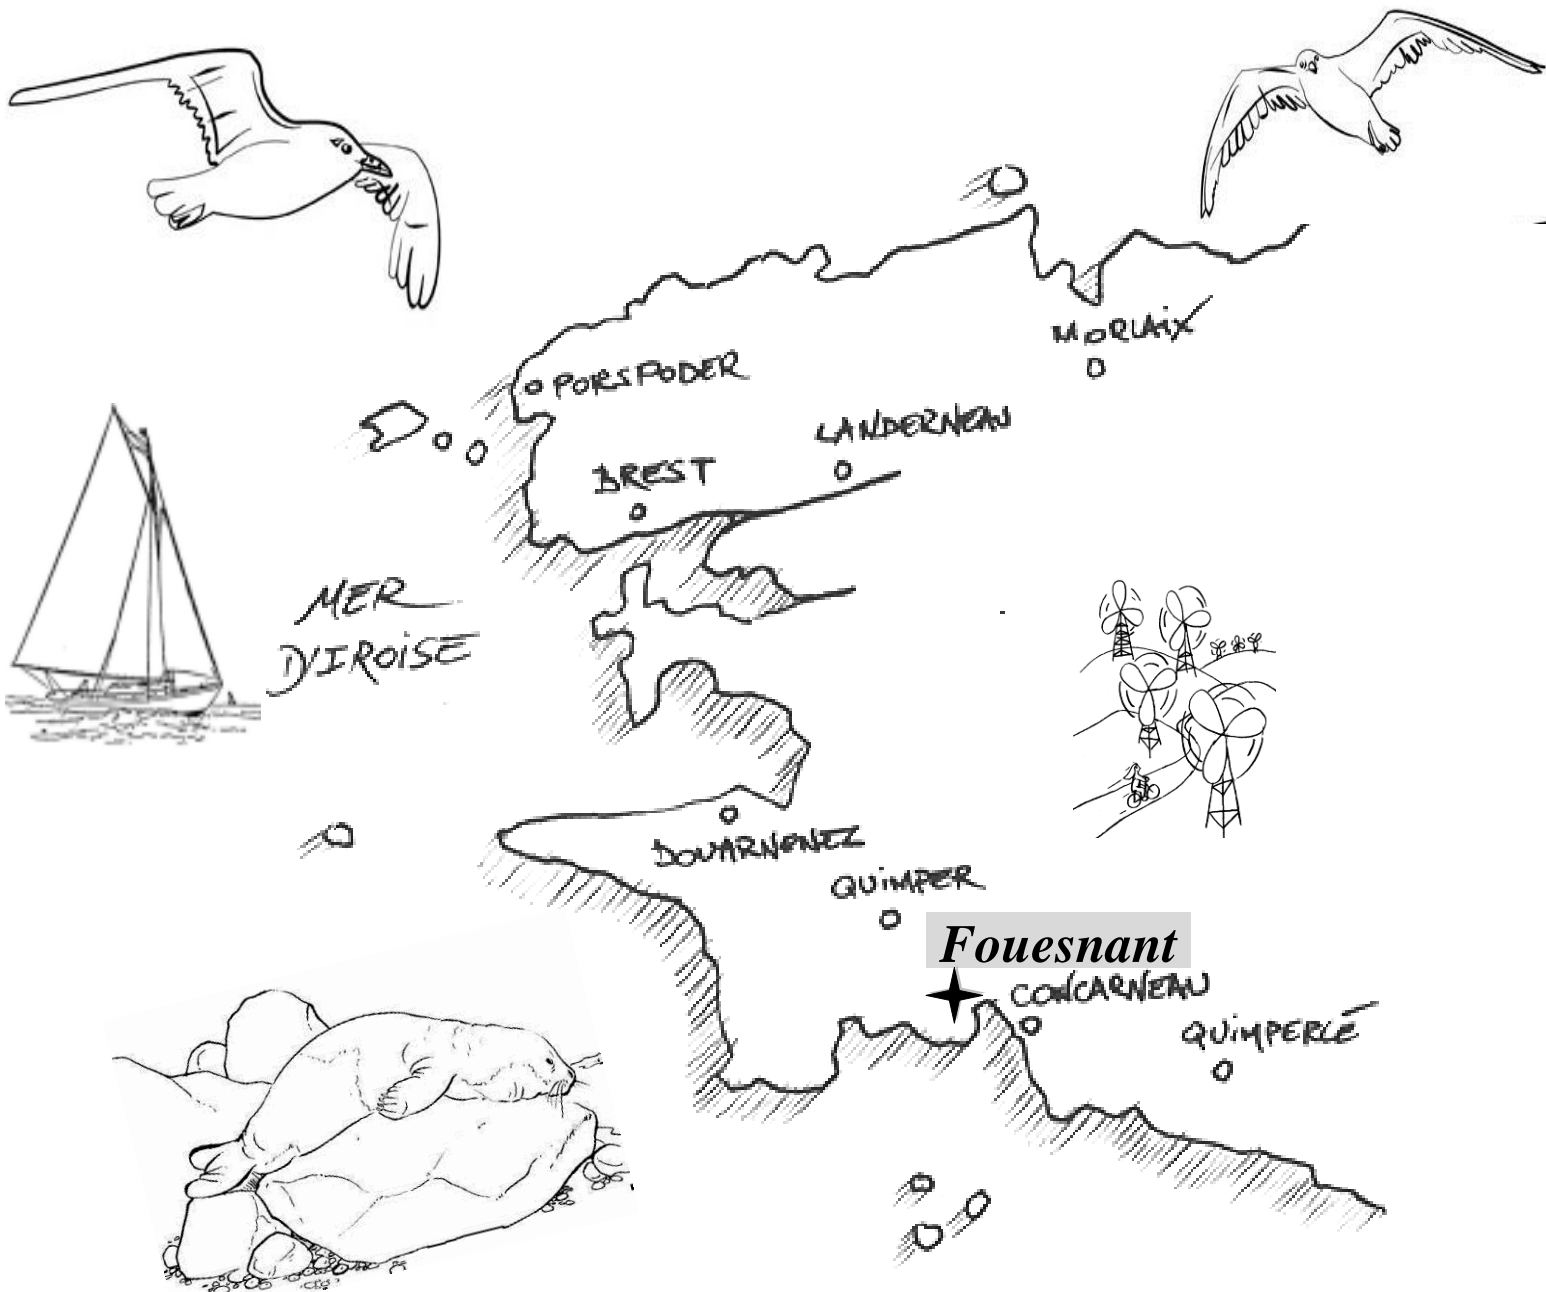 MORLAIX
PORSPODER
LANDERNEAU
BREST
MER
D'IROISE
DOUARNENEZ
QUIMPER
Fouesnant
CONCARNEAU
QUIMPERLÉ